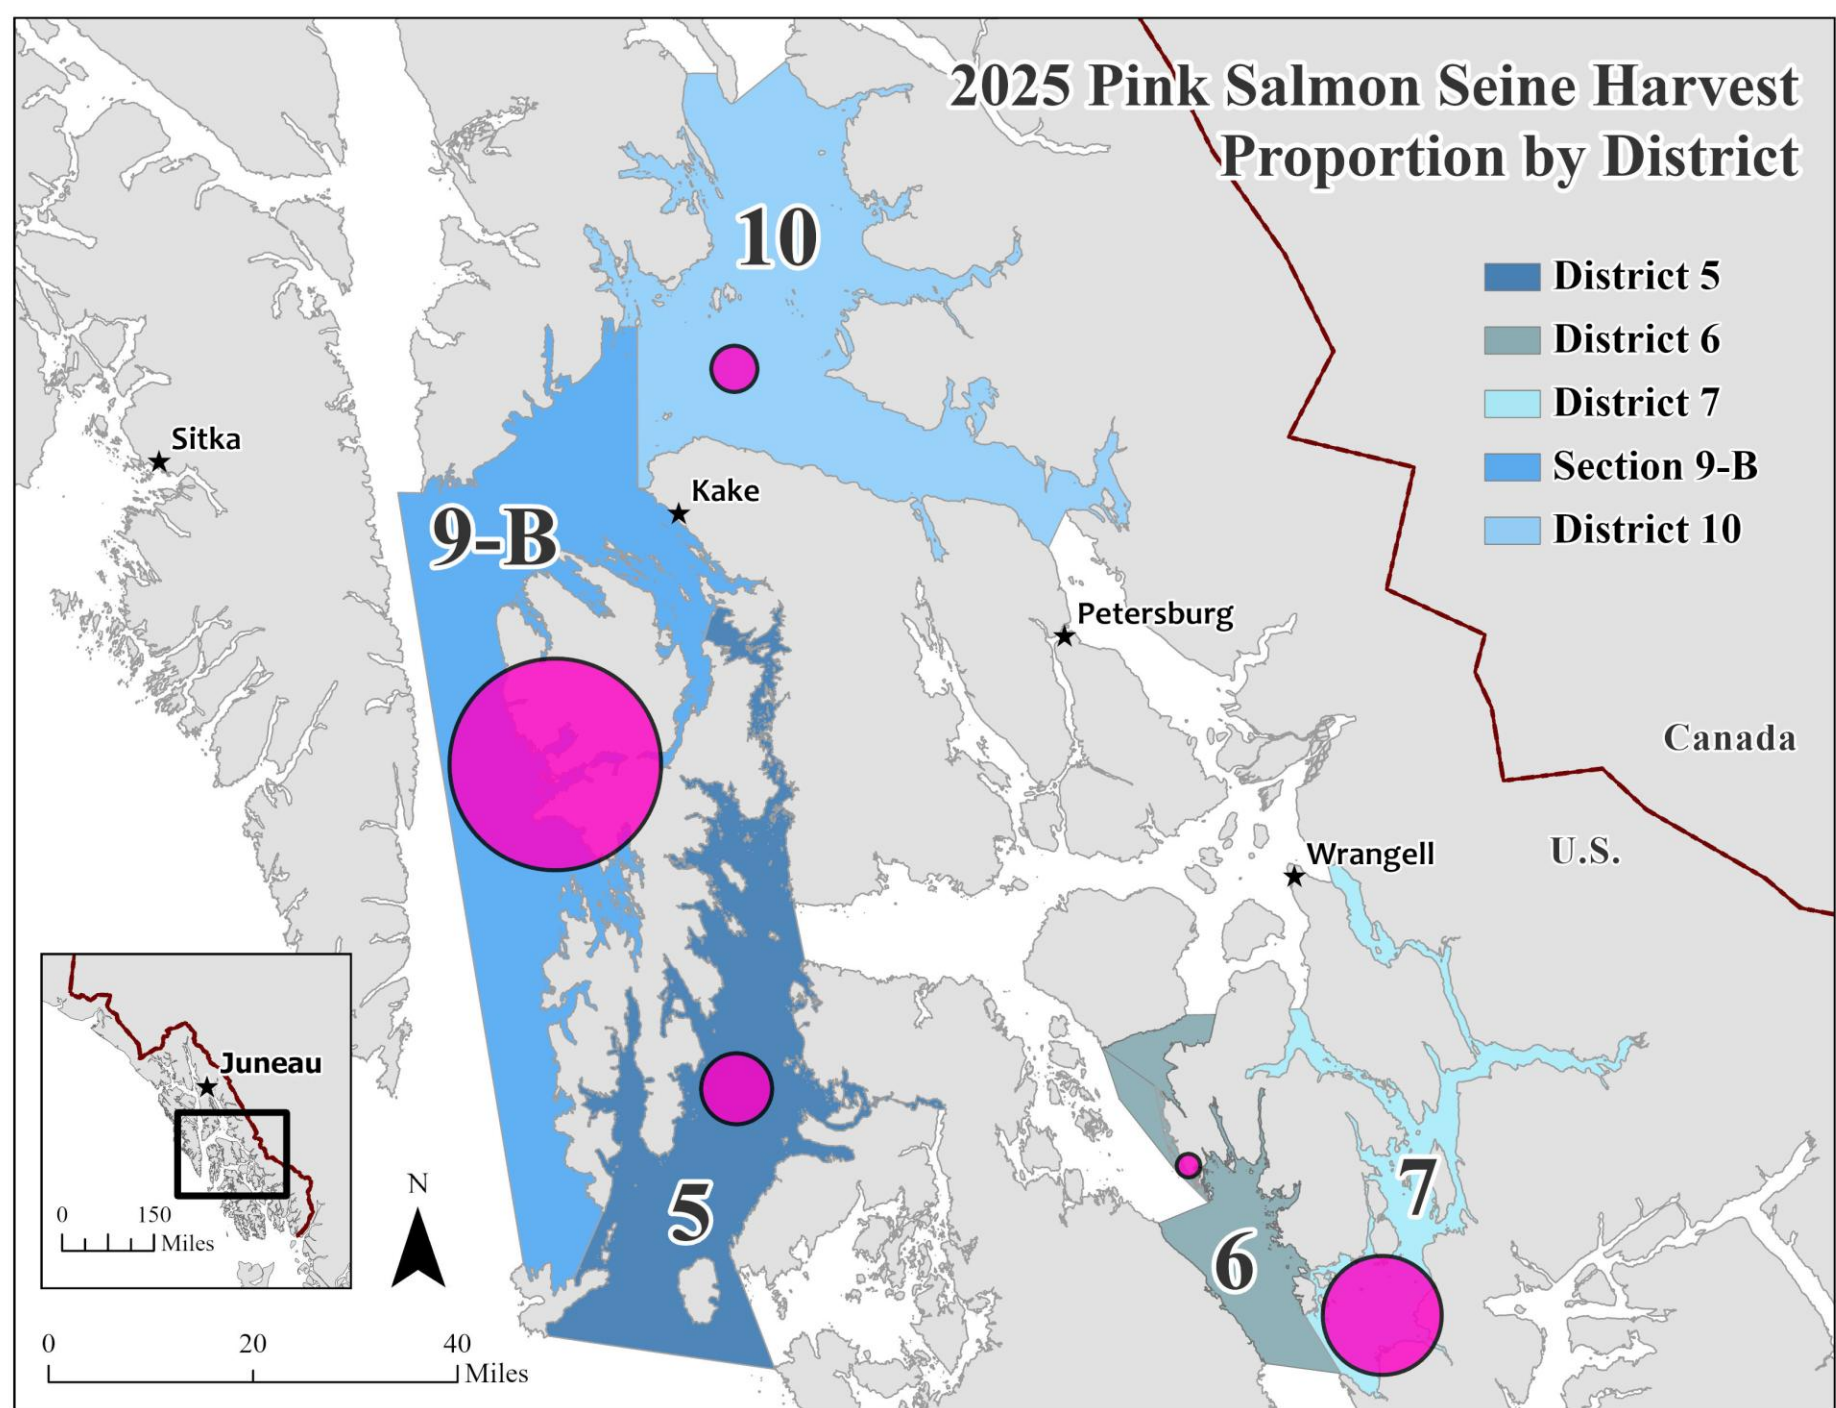 2025 Pink Salmon Seine Harvest
Proportion by District
10
District 5
District 6
District 7
Section 9-B
District 10
Sitka
Kake
9-B
Petersburg
Canada
U.S.
Wrangell
Juneau
0 150
Miles
N
5
7
6
0 20 40
Miles